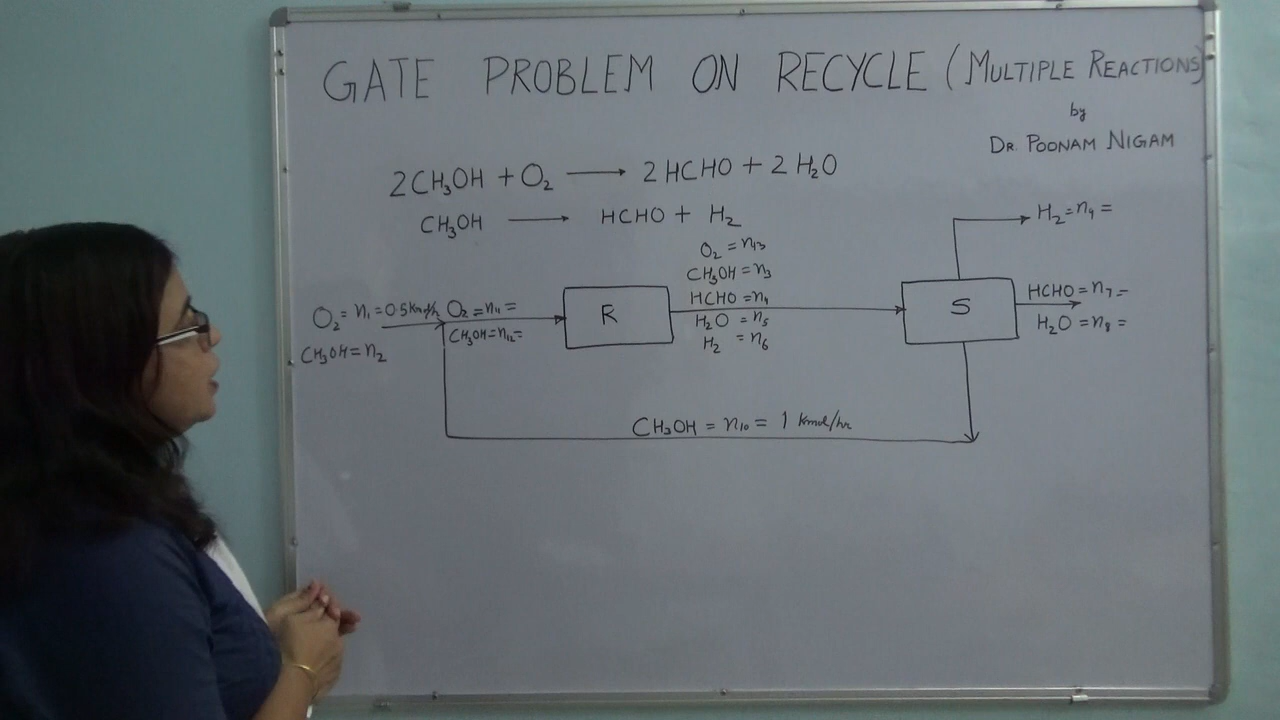 GATE PROBLEM ON RECYCLE (MULTIPLE REACTIONS)
by
DR. POONAM NIGAM
2CH₃OH + O₂ → 2HCHO + 2H₂O
CH₃OH → HCHO + H₂
H₂=n₉=
O₂=n₁₃
CH₃OH=n₃
HCHO=n₄
H₂O=n₅
H₂=n₆
O₂=n₁=0.5kmol/h
CH₃OH=n₂
O₂=n₁₁=
CH₃OH=n₁₂=
R
S
HCHO=n₇=
H₂O=n₈=
CH₃OH=n₁₀=1 kmol/hr